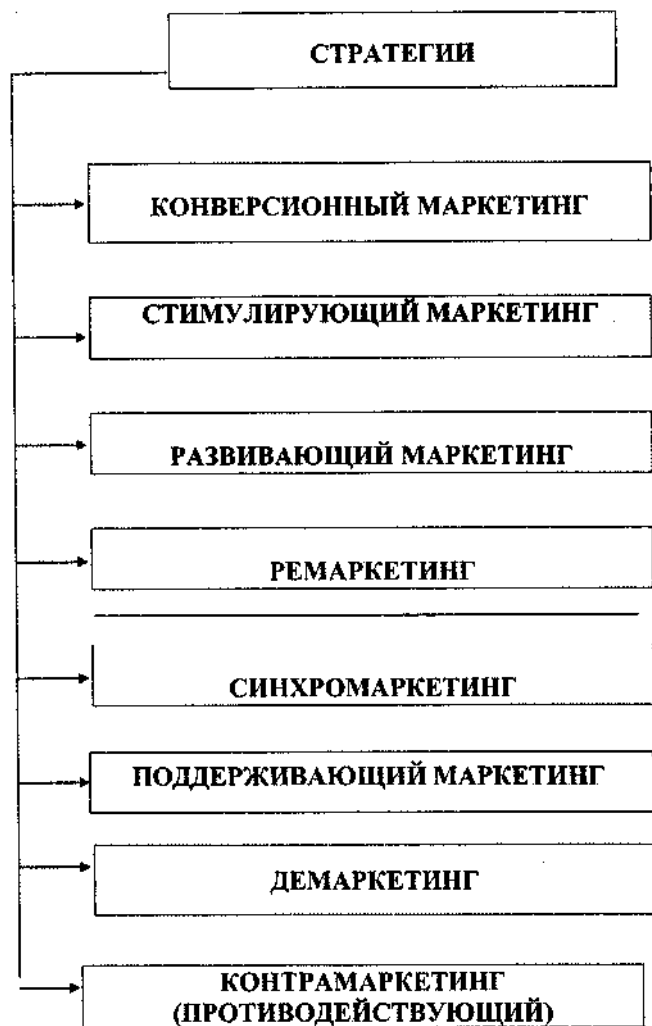 СТРАТЕГИИ
КОНВЕРСИОННЫЙ МАРКЕТИНГ
СТИМУЛИРУЮЩИЙ МАРКЕТИНГ
РАЗВИВАЮЩИЙ МАРКЕТИНГ
РЕМАРКЕТИНГ
СИНХРОМАРКЕТИНГ
ПОДДЕРЖИВАЮЩИЙ МАРКЕТИНГ
ДЕМАРКЕТИНГ
КОНТРАМАРКЕТИНГ
(ПРОТИВОДЕЙСТВУЮЩИЙ)